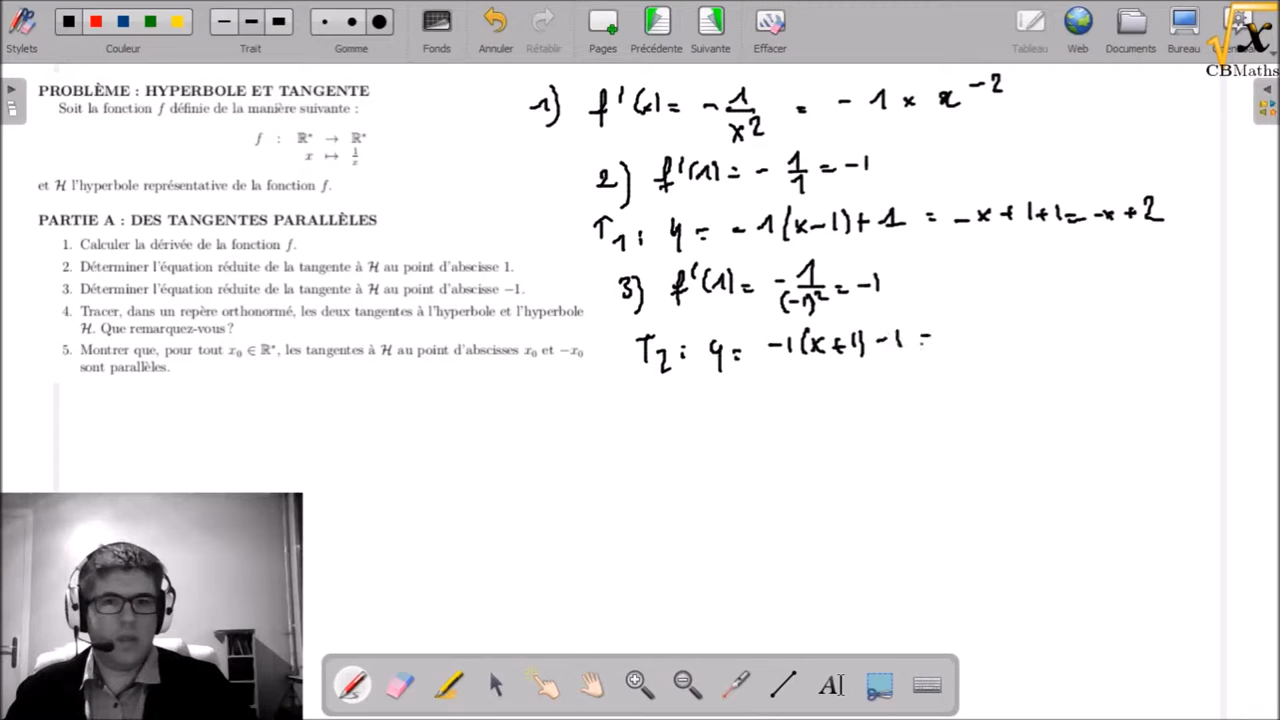 Stylets
Couleur
Trait
Gomme
Fonds
Annuler
Rétablir
Pages
Précédente
Suivante
Effacer
Tableau
Web
Documents
Bureau
√x
CBMaths
PROBLÈME : HYPERBOLE ET TANGENTE
Soit la fonction f définie de la manière suivante :
f : ℝ* → ℝ*
x ↦ 1/x
et ℋ l'hyperbole représentative de la fonction f.
PARTIE A : DES TANGENTES PARALLÈLES
1. Calculer la dérivée de la fonction f.
2. Déterminer l'équation réduite de la tangente à ℋ au point d'abscisse 1.
3. Déterminer l'équation réduite de la tangente à ℋ au point d'abscisse −1.
4. Tracer, dans un repère orthonormé, les deux tangentes à l'hyperbole et l'hyperbole
ℋ. Que remarquez-vous ?
5. Montrer que, pour tout x₀ ∈ ℝ*, les tangentes à ℋ au point d'abscisses x₀ et −x₀
sont parallèles.
1) f'(x) = - 1/x² = - 1 × x⁻²
2) f'(1) = - 1/1 = -1
T₁ : y = -1(x-1)+1 = -x+1+1 = -x+2
3) f'(1) = - 1/(-1)² = -1
T₂ : y = -1(x+1)-1 =